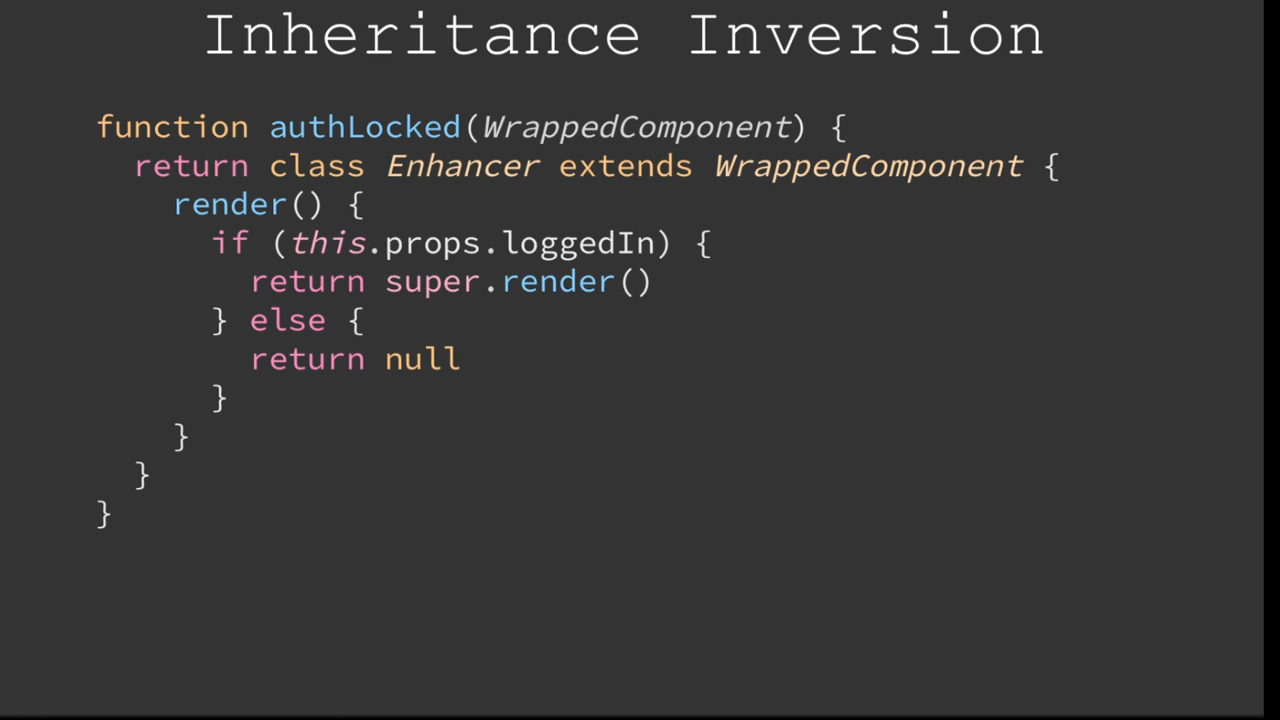 Inheritance Inversion
function authLocked(WrappedComponent) {
  return class Enhancer extends WrappedComponent {
    render() {
      if (this.props.loggedIn) {
        return super.render()
      } else {
        return null
      }
    }
  }
}